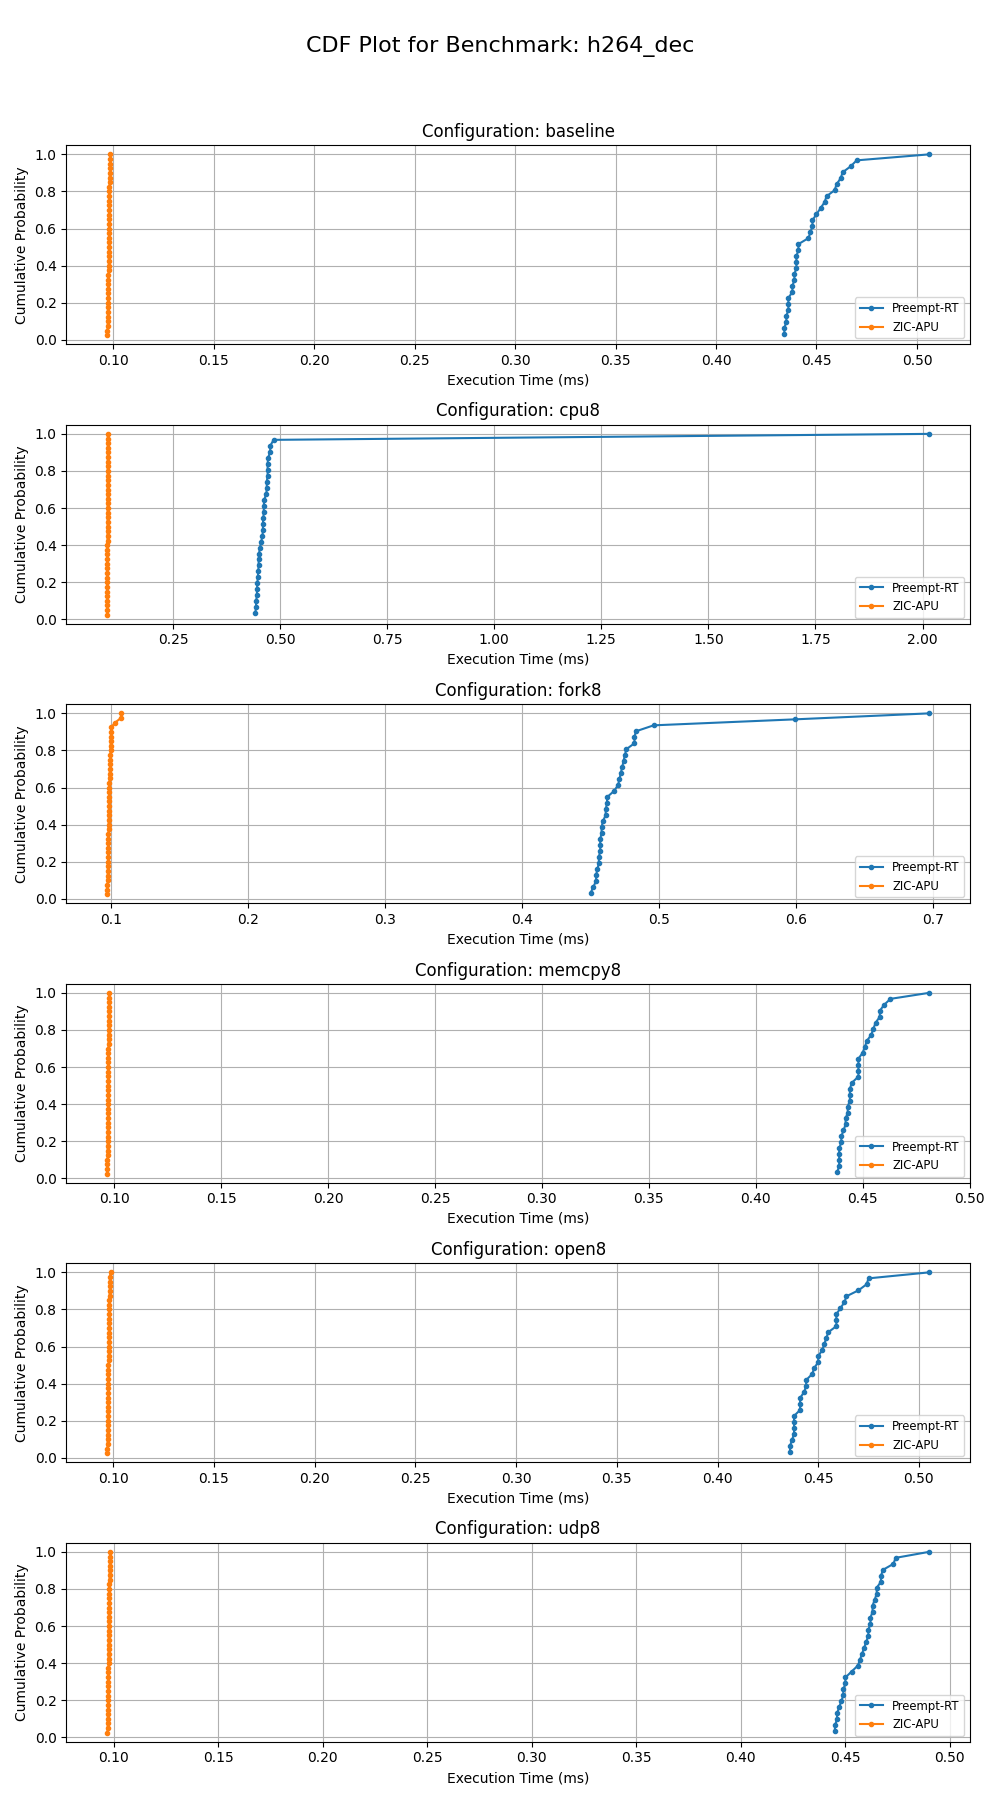 CDF Plot for Benchmark: h264_dec
Configuration: baseline
Cumulative Probability
1.0
0.8
0.6
0.4
0.2
0.0
Preempt-RT
ZIC-APU
0.10 0.15 0.20 0.25 0.30 0.35 0.40 0.45 0.50
Execution Time (ms)
Configuration: cpu8
Cumulative Probability
1.0
0.8
0.6
0.4
0.2
0.0
Preempt-RT
ZIC-APU
0.25 0.50 0.75 1.00 1.25 1.50 1.75 2.00
Execution Time (ms)
Configuration: fork8
Cumulative Probability
1.0
0.8
0.6
0.4
0.2
0.0
Preempt-RT
ZIC-APU
0.1 0.2 0.3 0.4 0.5 0.6 0.7
Execution Time (ms)
Configuration: memcpy8
Cumulative Probability
1.0
0.8
0.6
0.4
0.2
0.0
Preempt-RT
ZIC-APU
0.10 0.15 0.20 0.25 0.30 0.35 0.40 0.45 0.50
Execution Time (ms)
Configuration: open8
Cumulative Probability
1.0
0.8
0.6
0.4
0.2
0.0
Preempt-RT
ZIC-APU
0.10 0.15 0.20 0.25 0.30 0.35 0.40 0.45 0.50
Execution Time (ms)
Configuration: udp8
Cumulative Probability
1.0
0.8
0.6
0.4
0.2
0.0
Preempt-RT
ZIC-APU
0.10 0.15 0.20 0.25 0.30 0.35 0.40 0.45 0.50
Execution Time (ms)